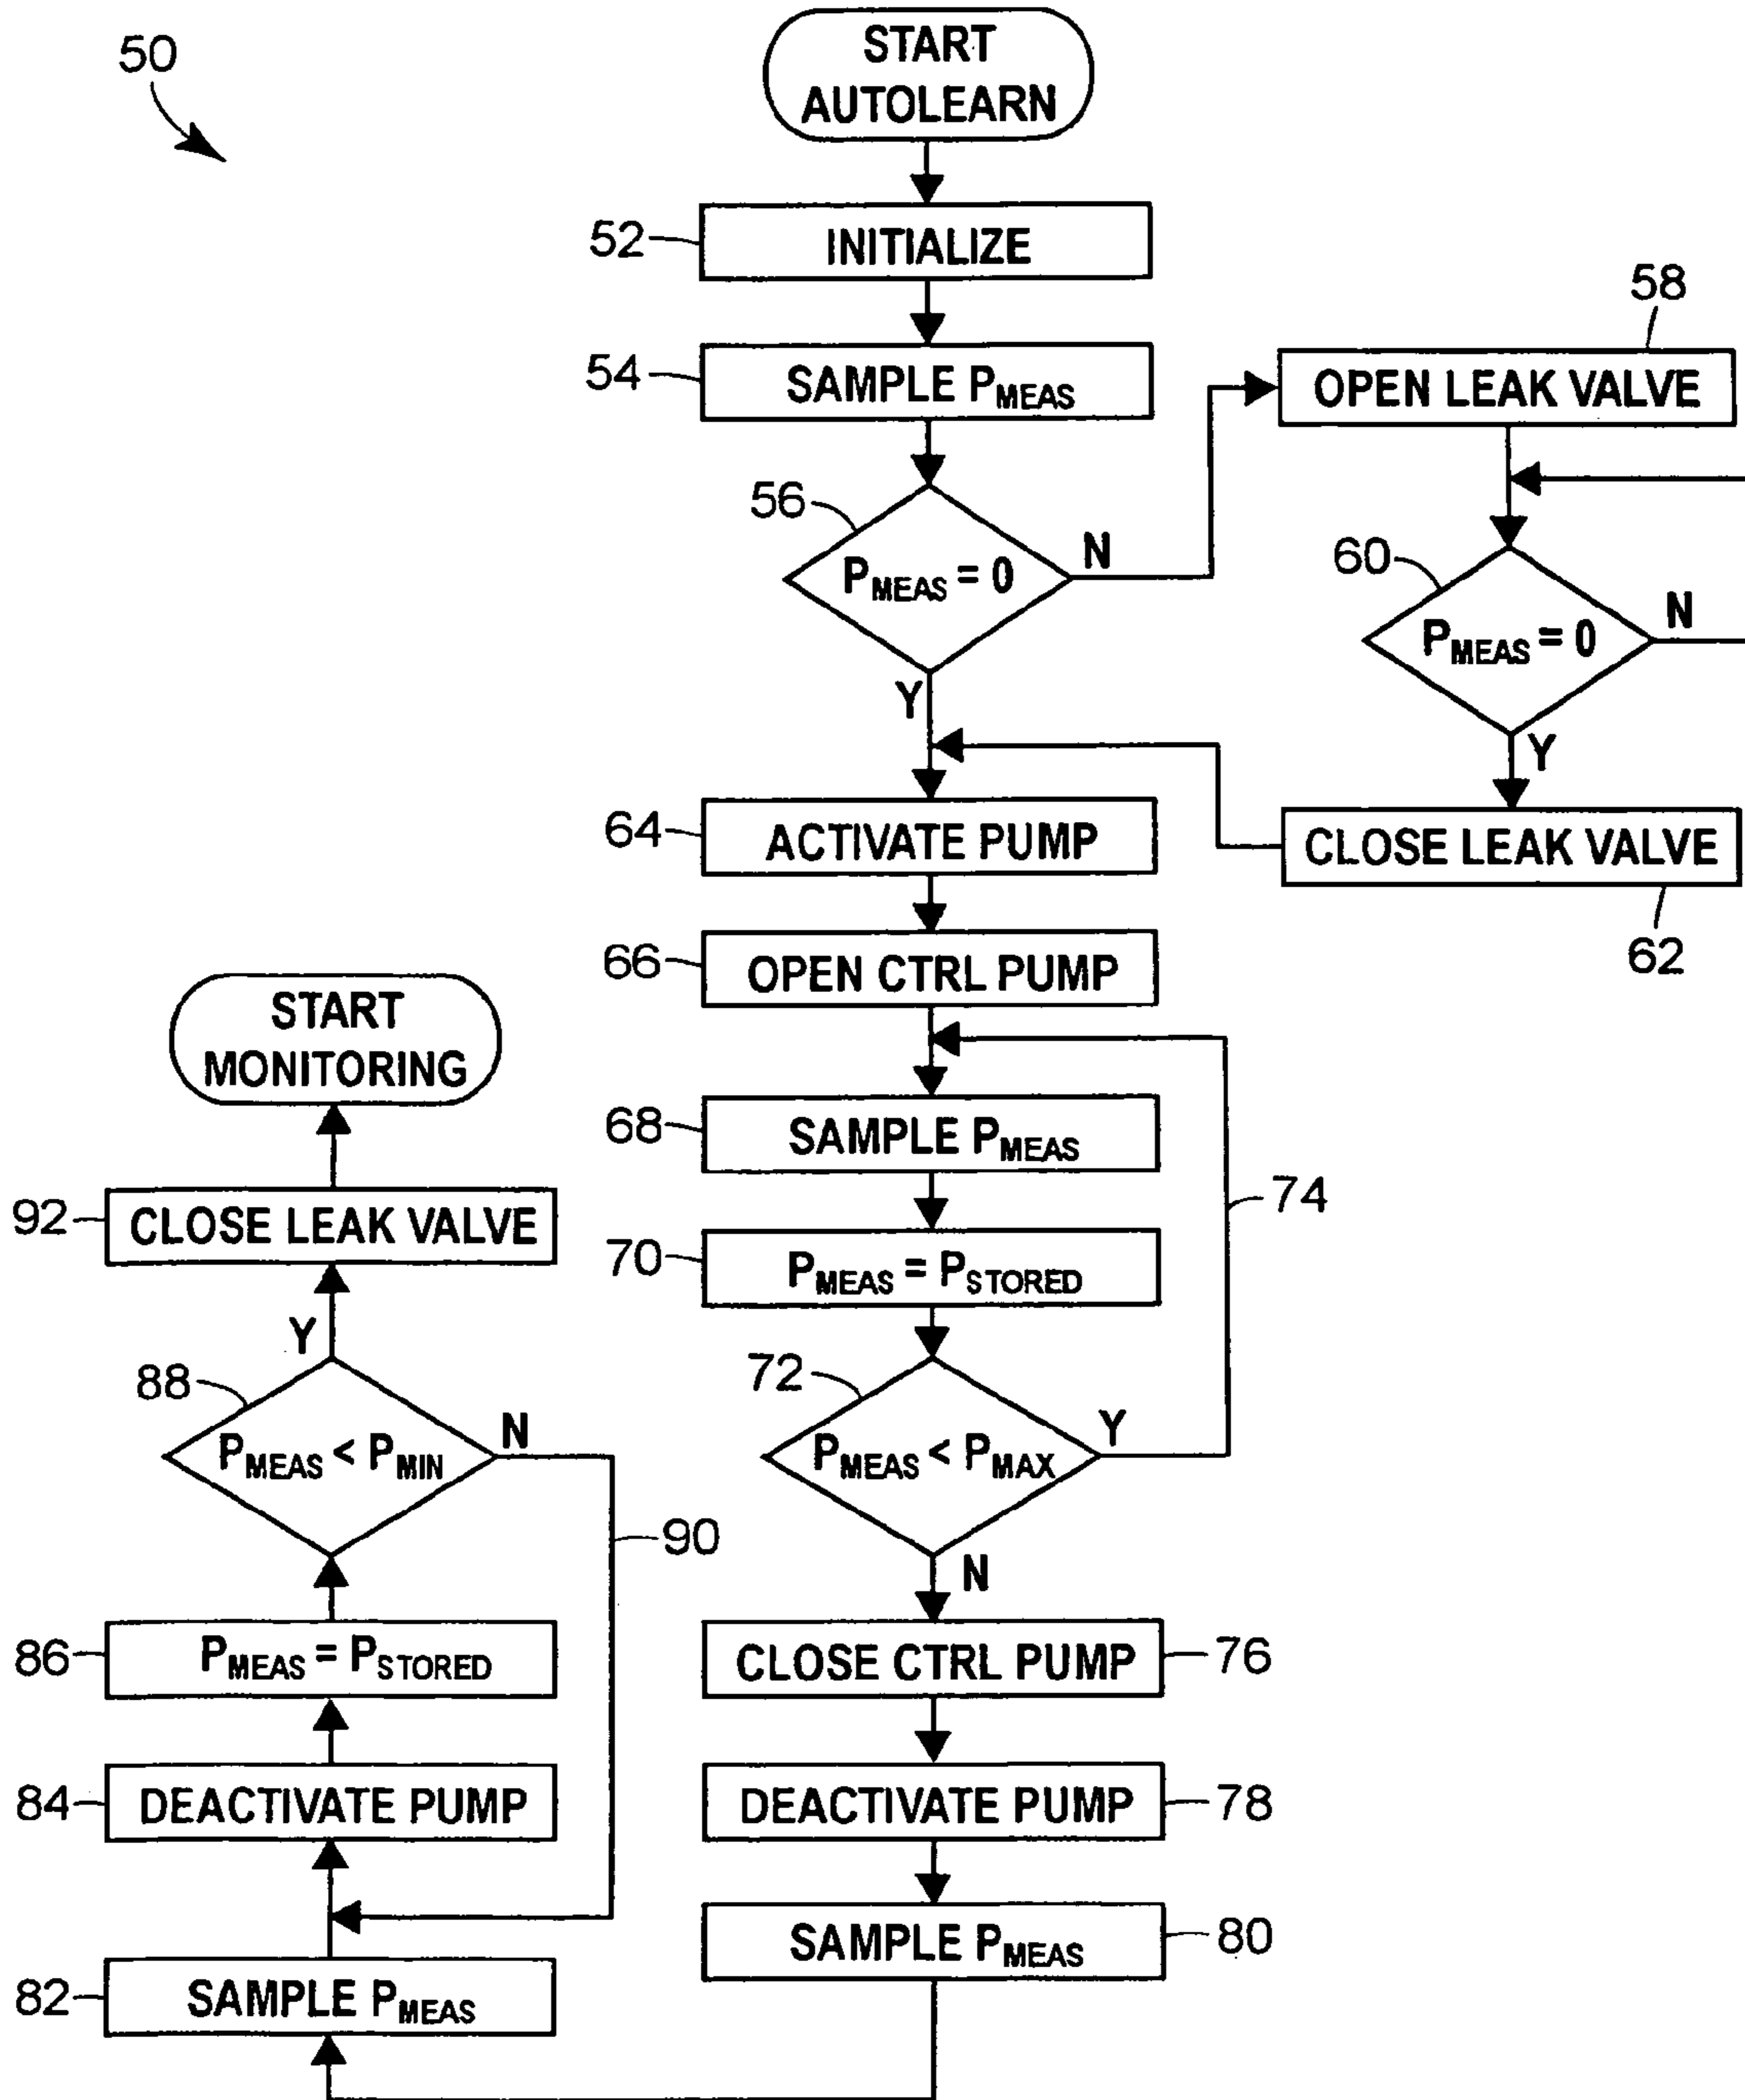 50
START
AUTOLEARN
52
INITIALIZE
54
SAMPLE PMEAS
56
PMEAS = 0
N
Y
58
OPEN LEAK VALVE
60
PMEAS = 0
N
Y
CLOSE LEAK VALVE
62
64
ACTIVATE PUMP
66
OPEN CTRL PUMP
68
SAMPLE PMEAS
70
PMEAS = PSTORED
72
PMEAS < PMAX
Y
74
N
CLOSE CTRL PUMP
76
DEACTIVATE PUMP
78
SAMPLE PMEAS
80
82
SAMPLE PMEAS
84
DEACTIVATE PUMP
86
PMEAS = PSTORED
88
PMEAS < PMIN
N
90
Y
92
CLOSE LEAK VALVE
START
MONITORING